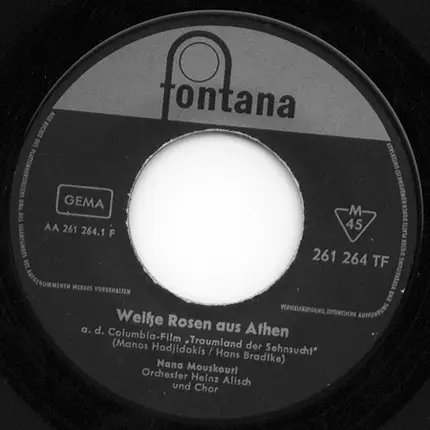 fontana
GEMA
AA 261 264.1 F
M
45
261 264 TF
Weiße Rosen aus Athen
a. d. Columbia-Film „Traumland der Sehnsucht"
(Manos Hadjidakis / Hans Bradtke)
Nana Mouskouri
Orchester Heinz Alisch
und Chor